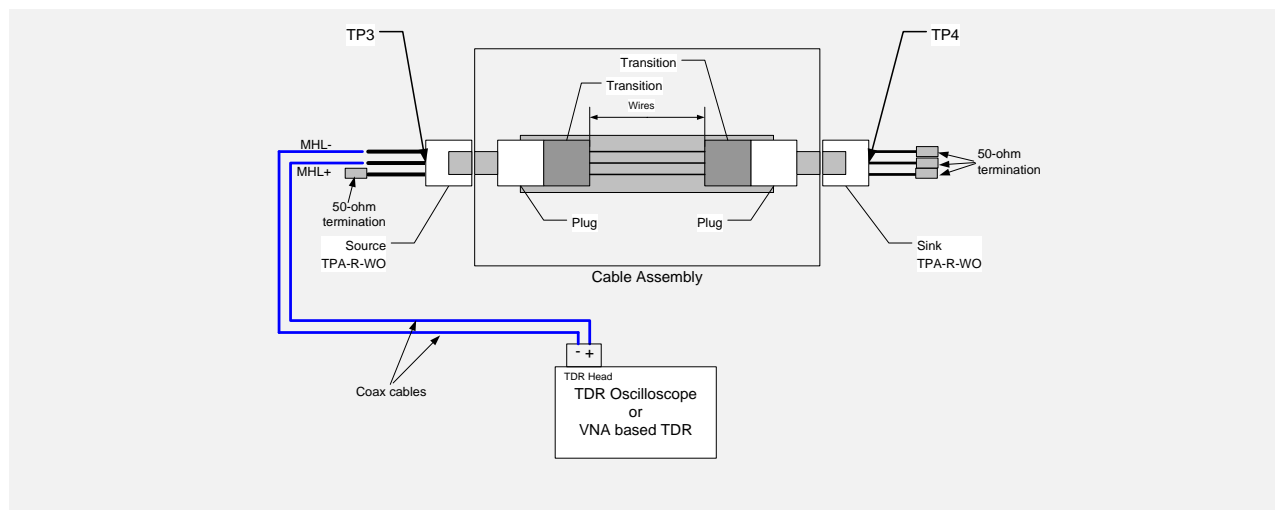 TP3
TP4
Transition
Transition
Wires
MHL-
MHL+
50-ohm
termination
50-ohm
termination
Plug
Plug
Source
TPA-R-WO
Sink
TPA-R-WO
Cable Assembly
- +
TDR Head
Coax cables
TDR Oscilloscope
or
VNA based TDR